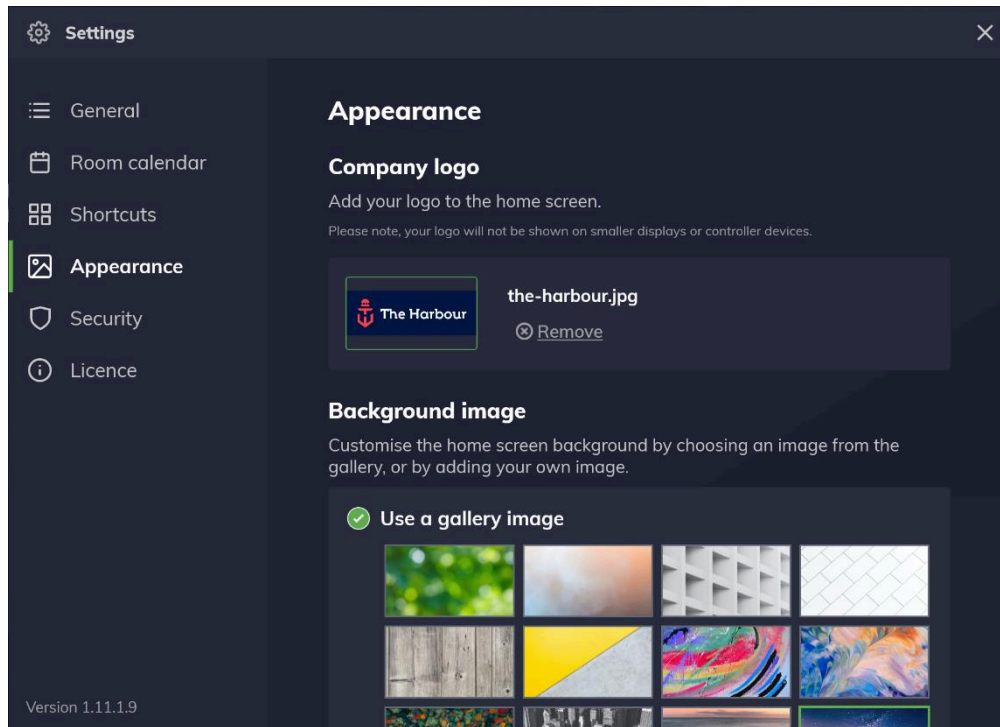 Settings
General
Room calendar
Shortcuts
Appearance
Security
Licence
Version 1.11.1.9
Appearance
Company logo
Add your logo to the home screen.
Please note, your logo will not be shown on smaller displays or controller devices.
The Harbour
the-harbour.jpg
Remove
Background image
Customise the home screen background by choosing an image from the
gallery, or by adding your own image.
Use a gallery image